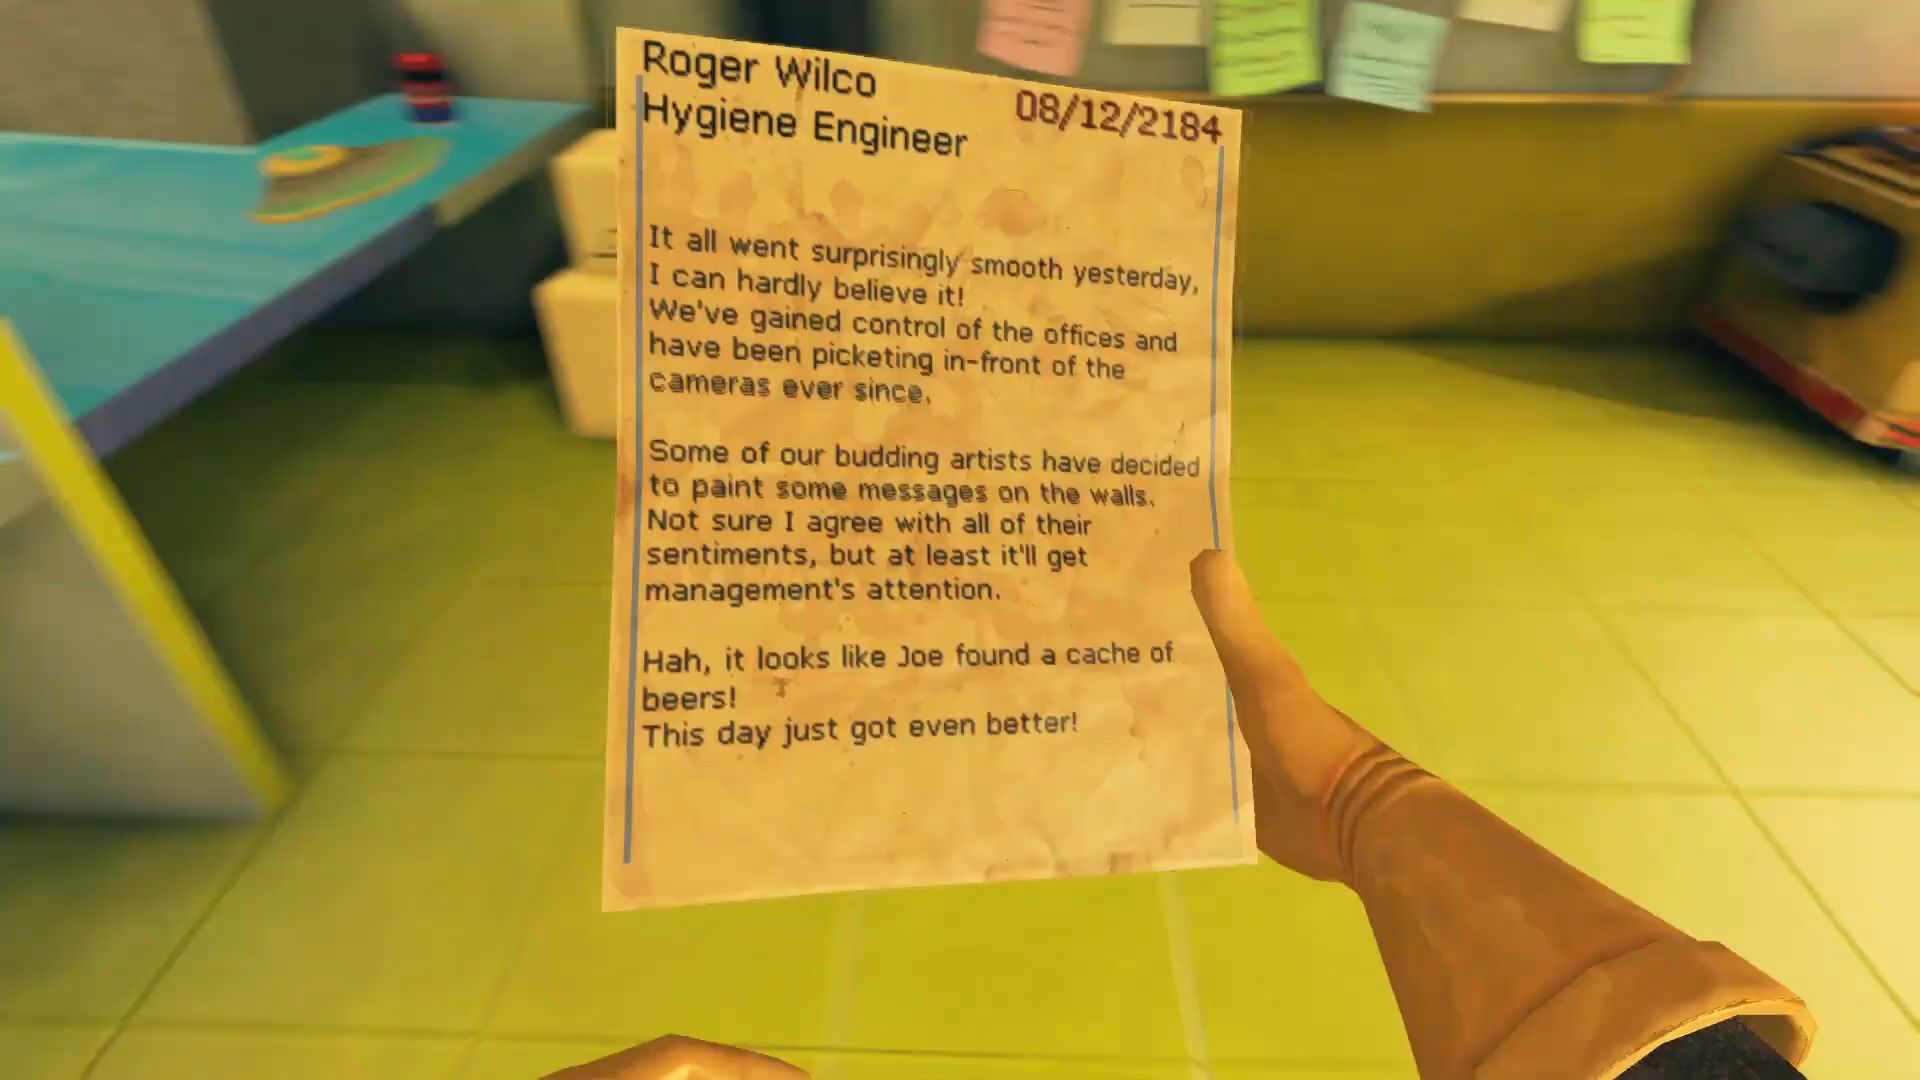 Roger Wilco
Hygiene Engineer
08/12/2184
It all went surprisingly smooth yesterday,
I can hardly believe it!
We've gained control of the offices and
have been picketing in-front of the
cameras ever since.
Some of our budding artists have decided
to paint some messages on the walls.
Not sure I agree with all of their
sentiments, but at least it'll get
management's attention.
Hah, it looks like Joe found a cache of
beers!
This day just got even better!